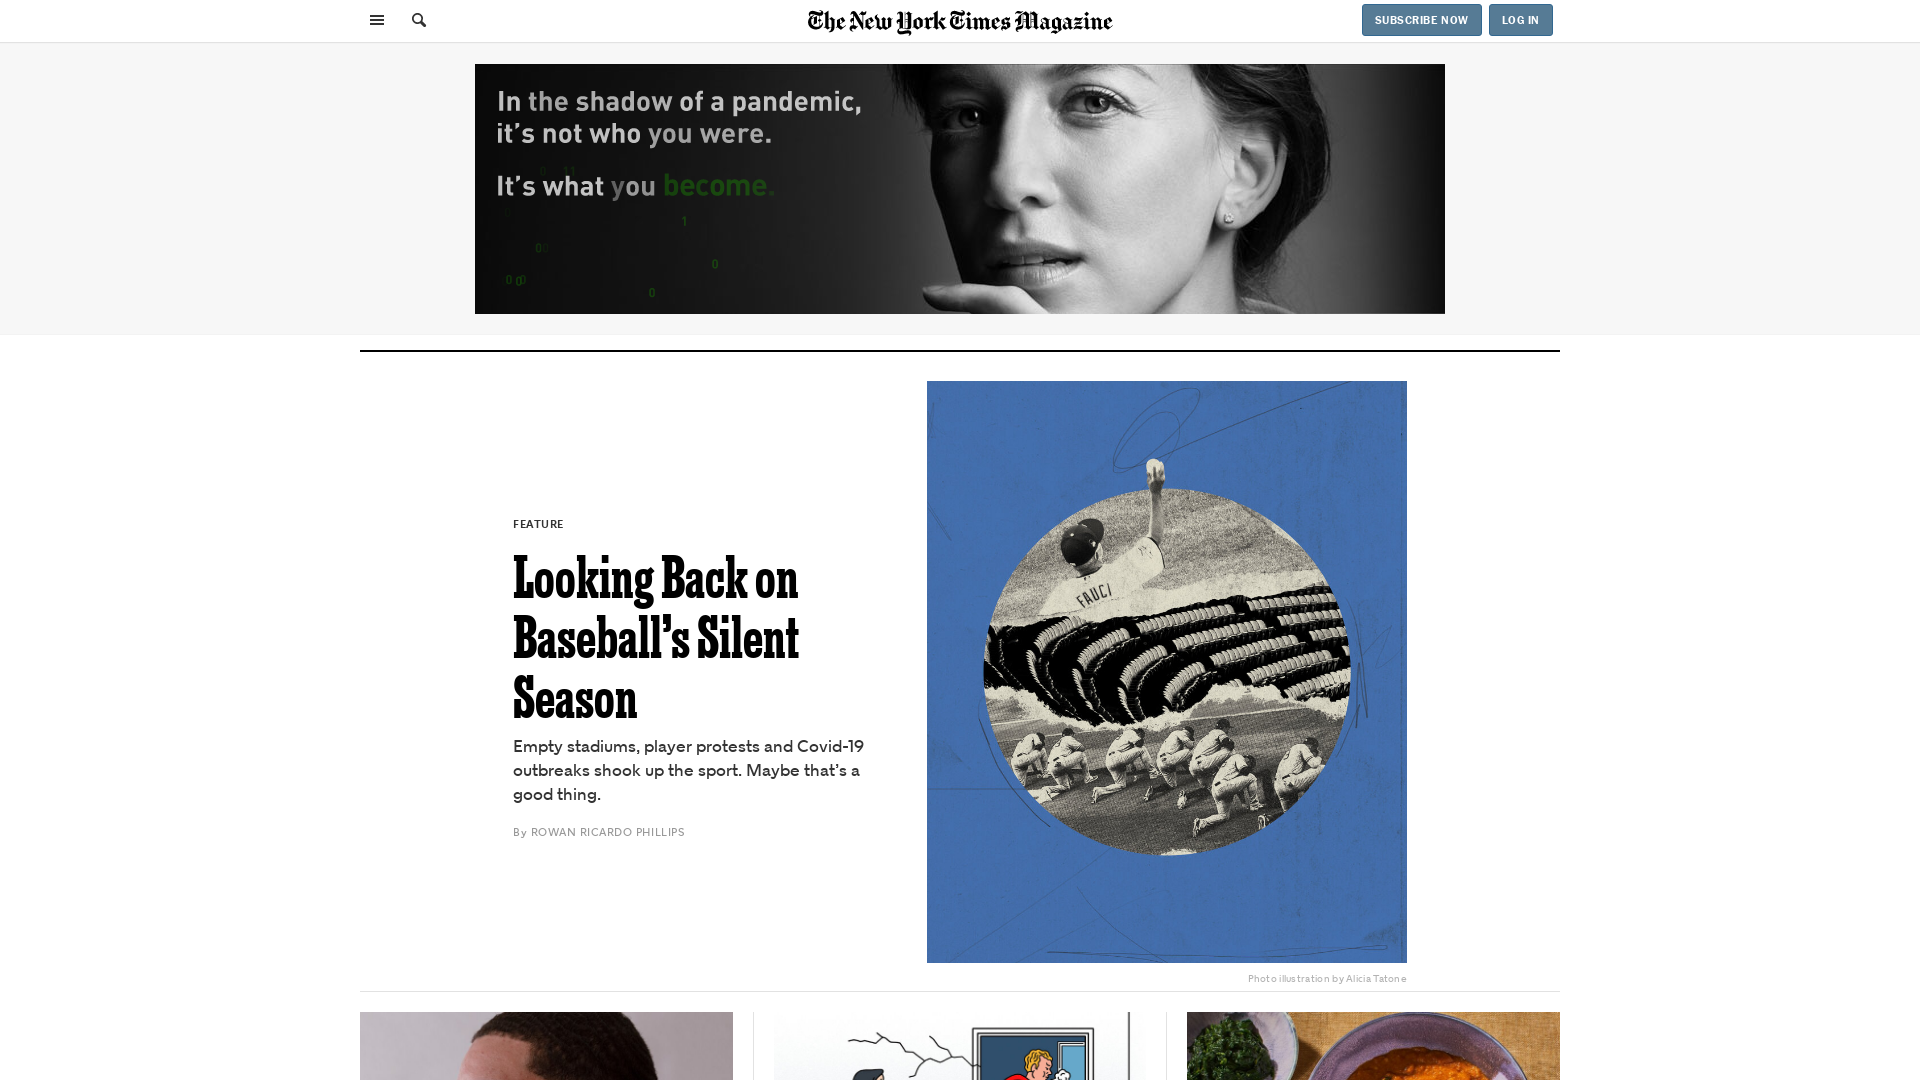 The New York Times Magazine
SUBSCRIBE NOW
LOG IN
In the shadow of a pandemic,
it's not who you were.
It's what you become.
1
0
0
0 0
0
FEATURE
Looking Back on
Baseball's Silent
Season
Empty stadiums, player protests and Covid-19
outbreaks shook up the sport. Maybe that's a
good thing.
By ROWAN RICARDO PHILLIPS
FAUCI
Photo illustration by Alicia Tatone